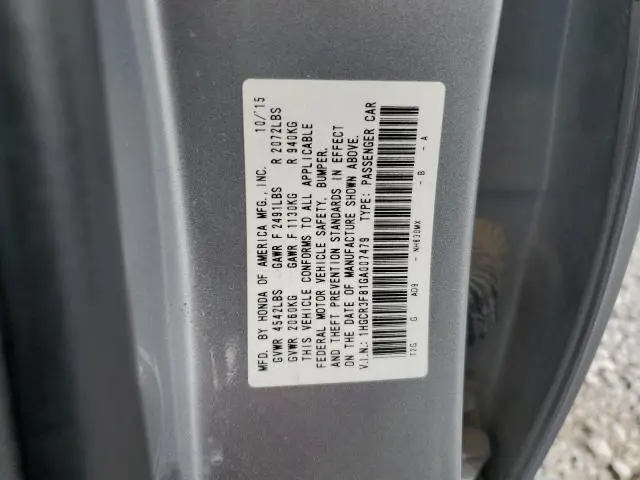 MFD. BY HONDA OF AMERICA MFG., INC. 10/'15
GVWR 4542LBS GAWR F 2491LBS R 2072LBS
GVWR 2060KG GAWR F 1130KG R 940KG
THIS VEHICLE CONFORMS TO ALL APPLICABLE
FEDERAL MOTOR VEHICLE SAFETY, BUMPER,
AND THEFT PREVENTION STANDARDS IN EFFECT
ON THE DATE OF MANUFACTURE SHOWN ABOVE.
V.I.N.: 1HGCR3F81GA007479 TYPE: PASSENGER CAR
T2G G A09 - NH830MX - B - A